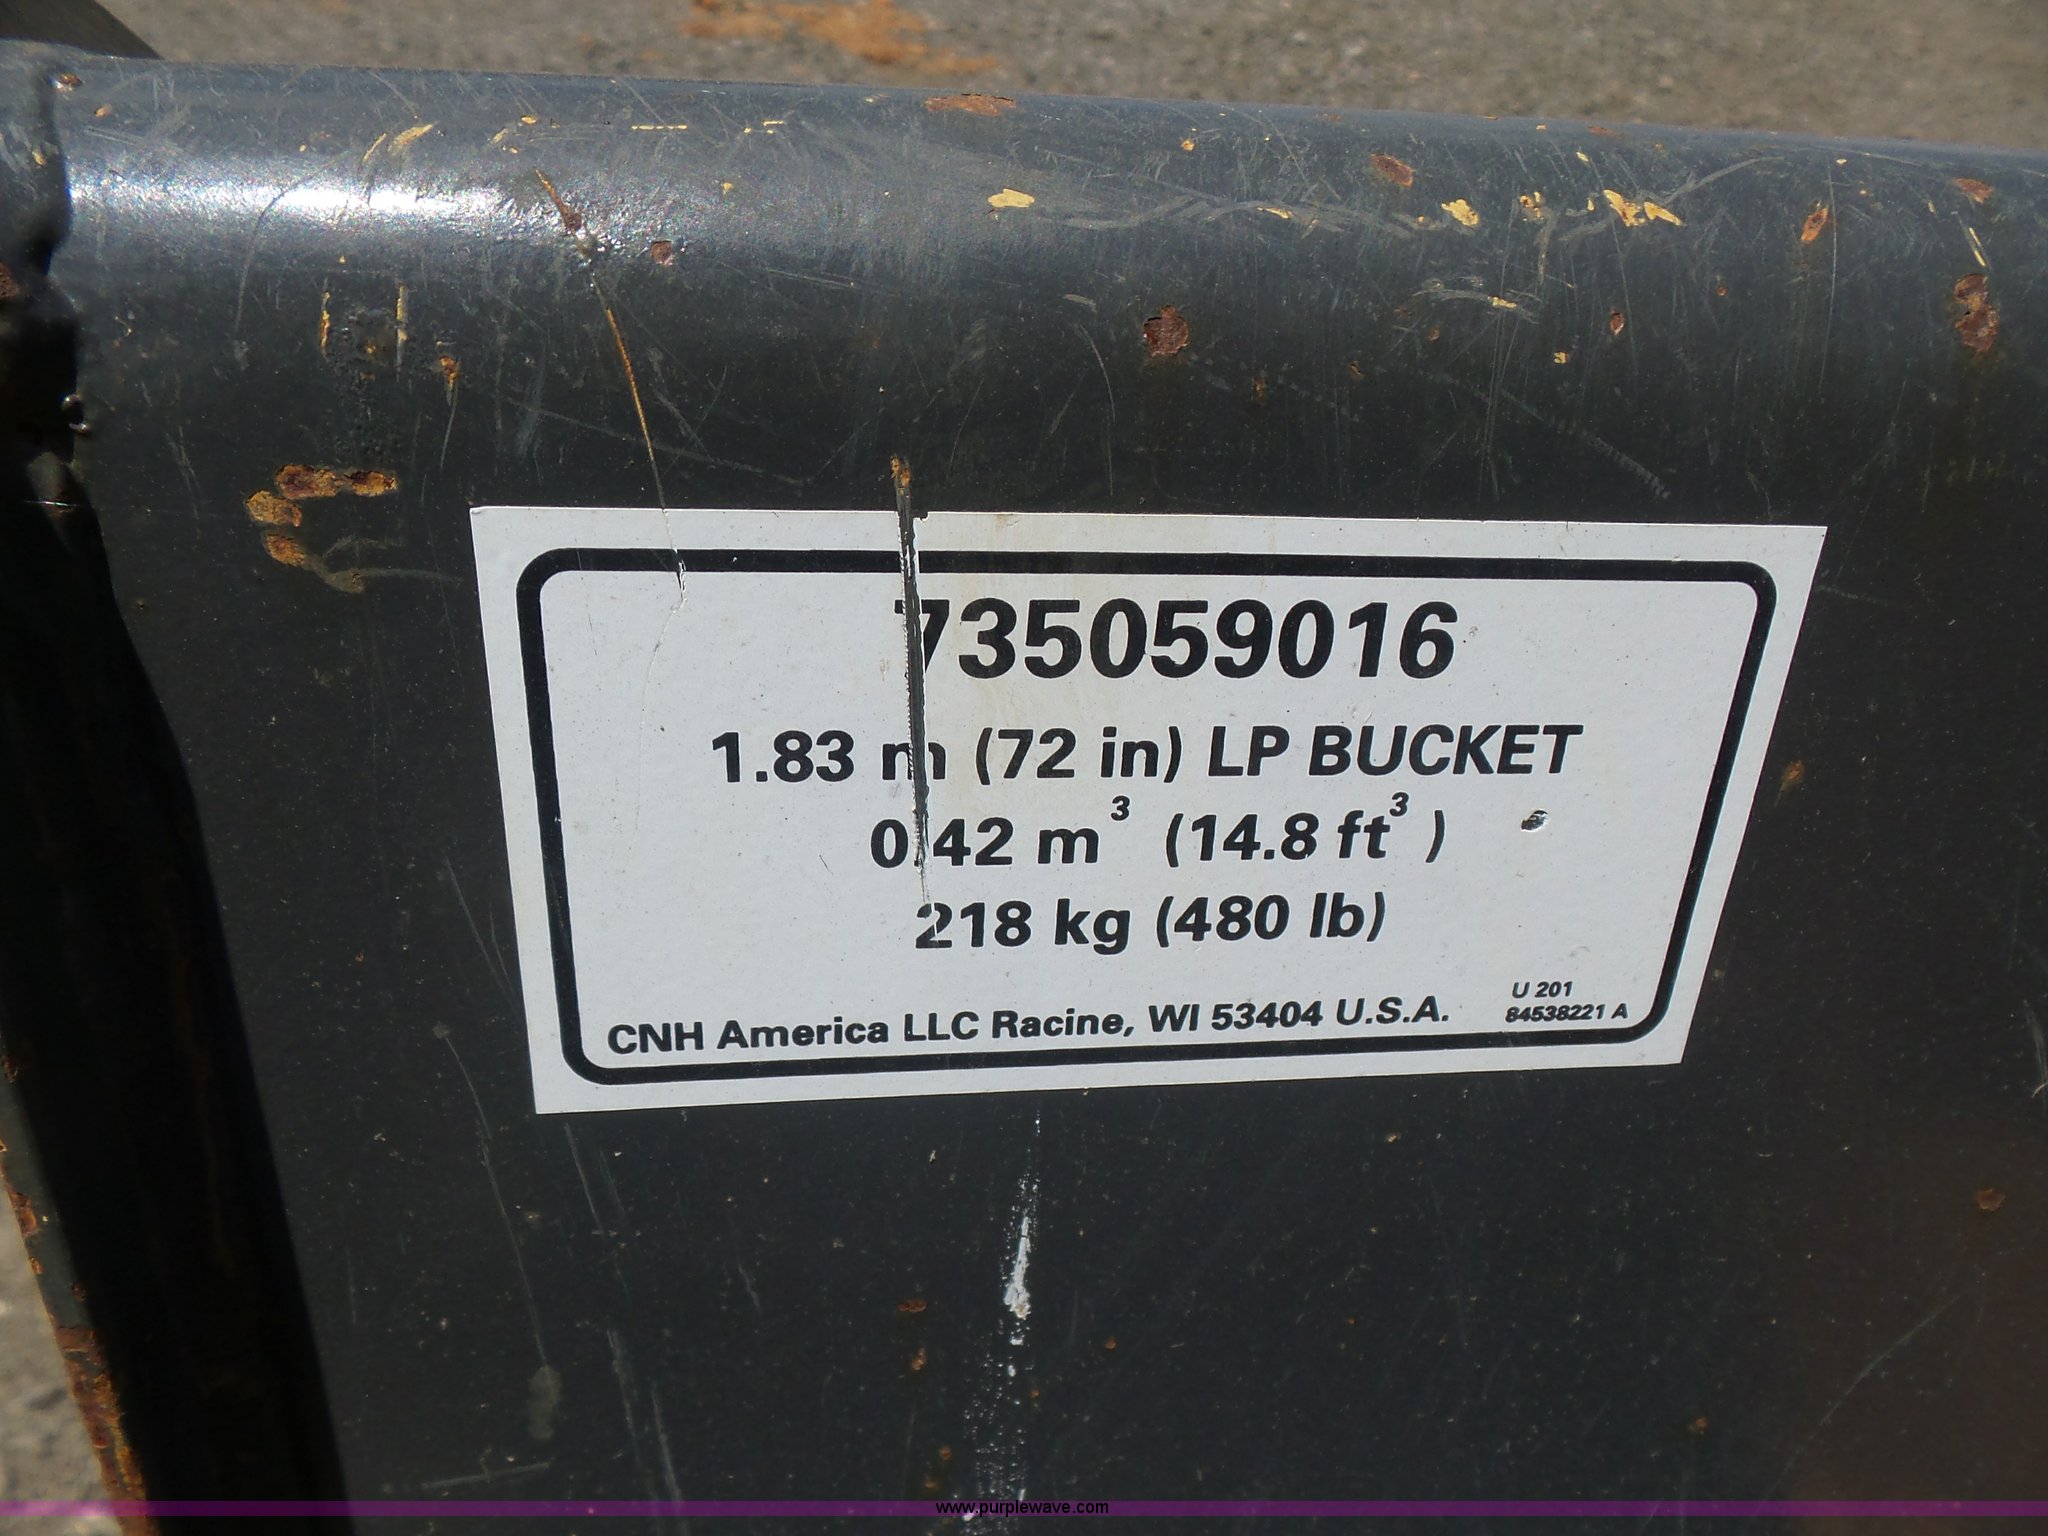 735059016
1.83 m (72 in) LP BUCKET
0.42 m³ (14.8 ft³)
218 kg (480 lb)
U 201
CNH America LLC Racine, WI 53404 U.S.A. 84538221 A
www.purplewave.com